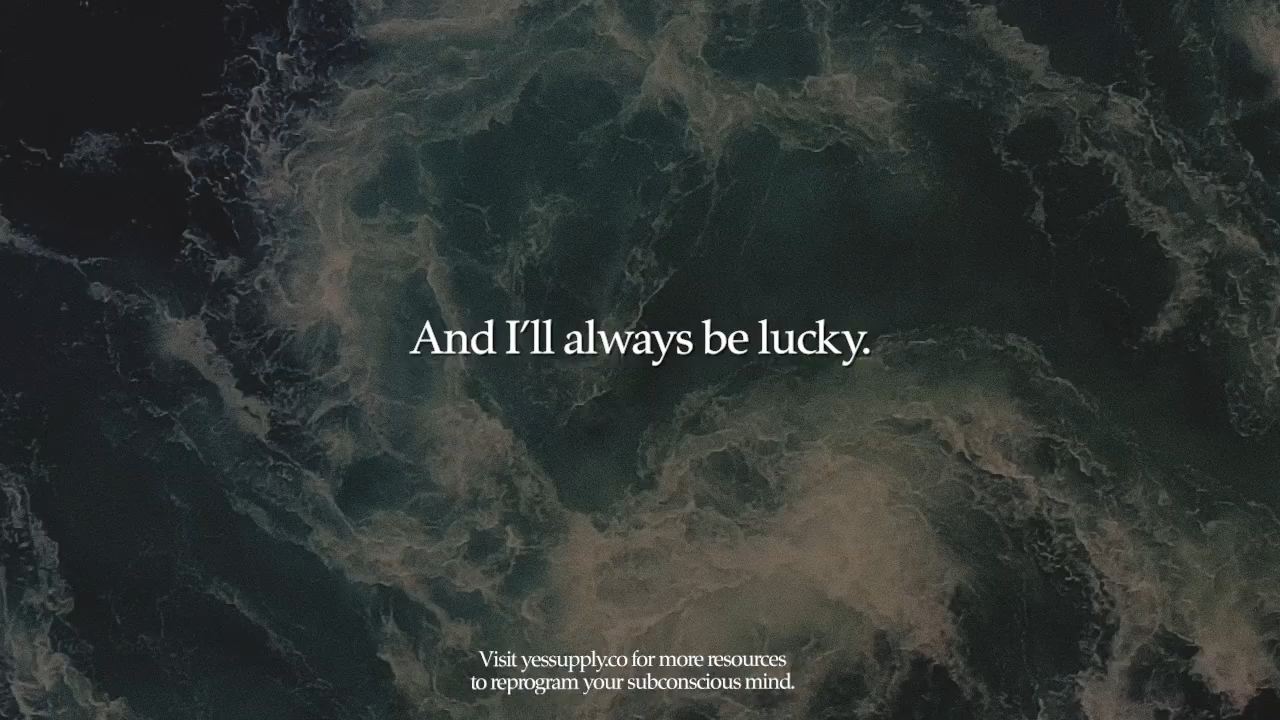 And I'll always be lucky.
Visit yessupply.co for more resources
to reprogram your subconscious mind.